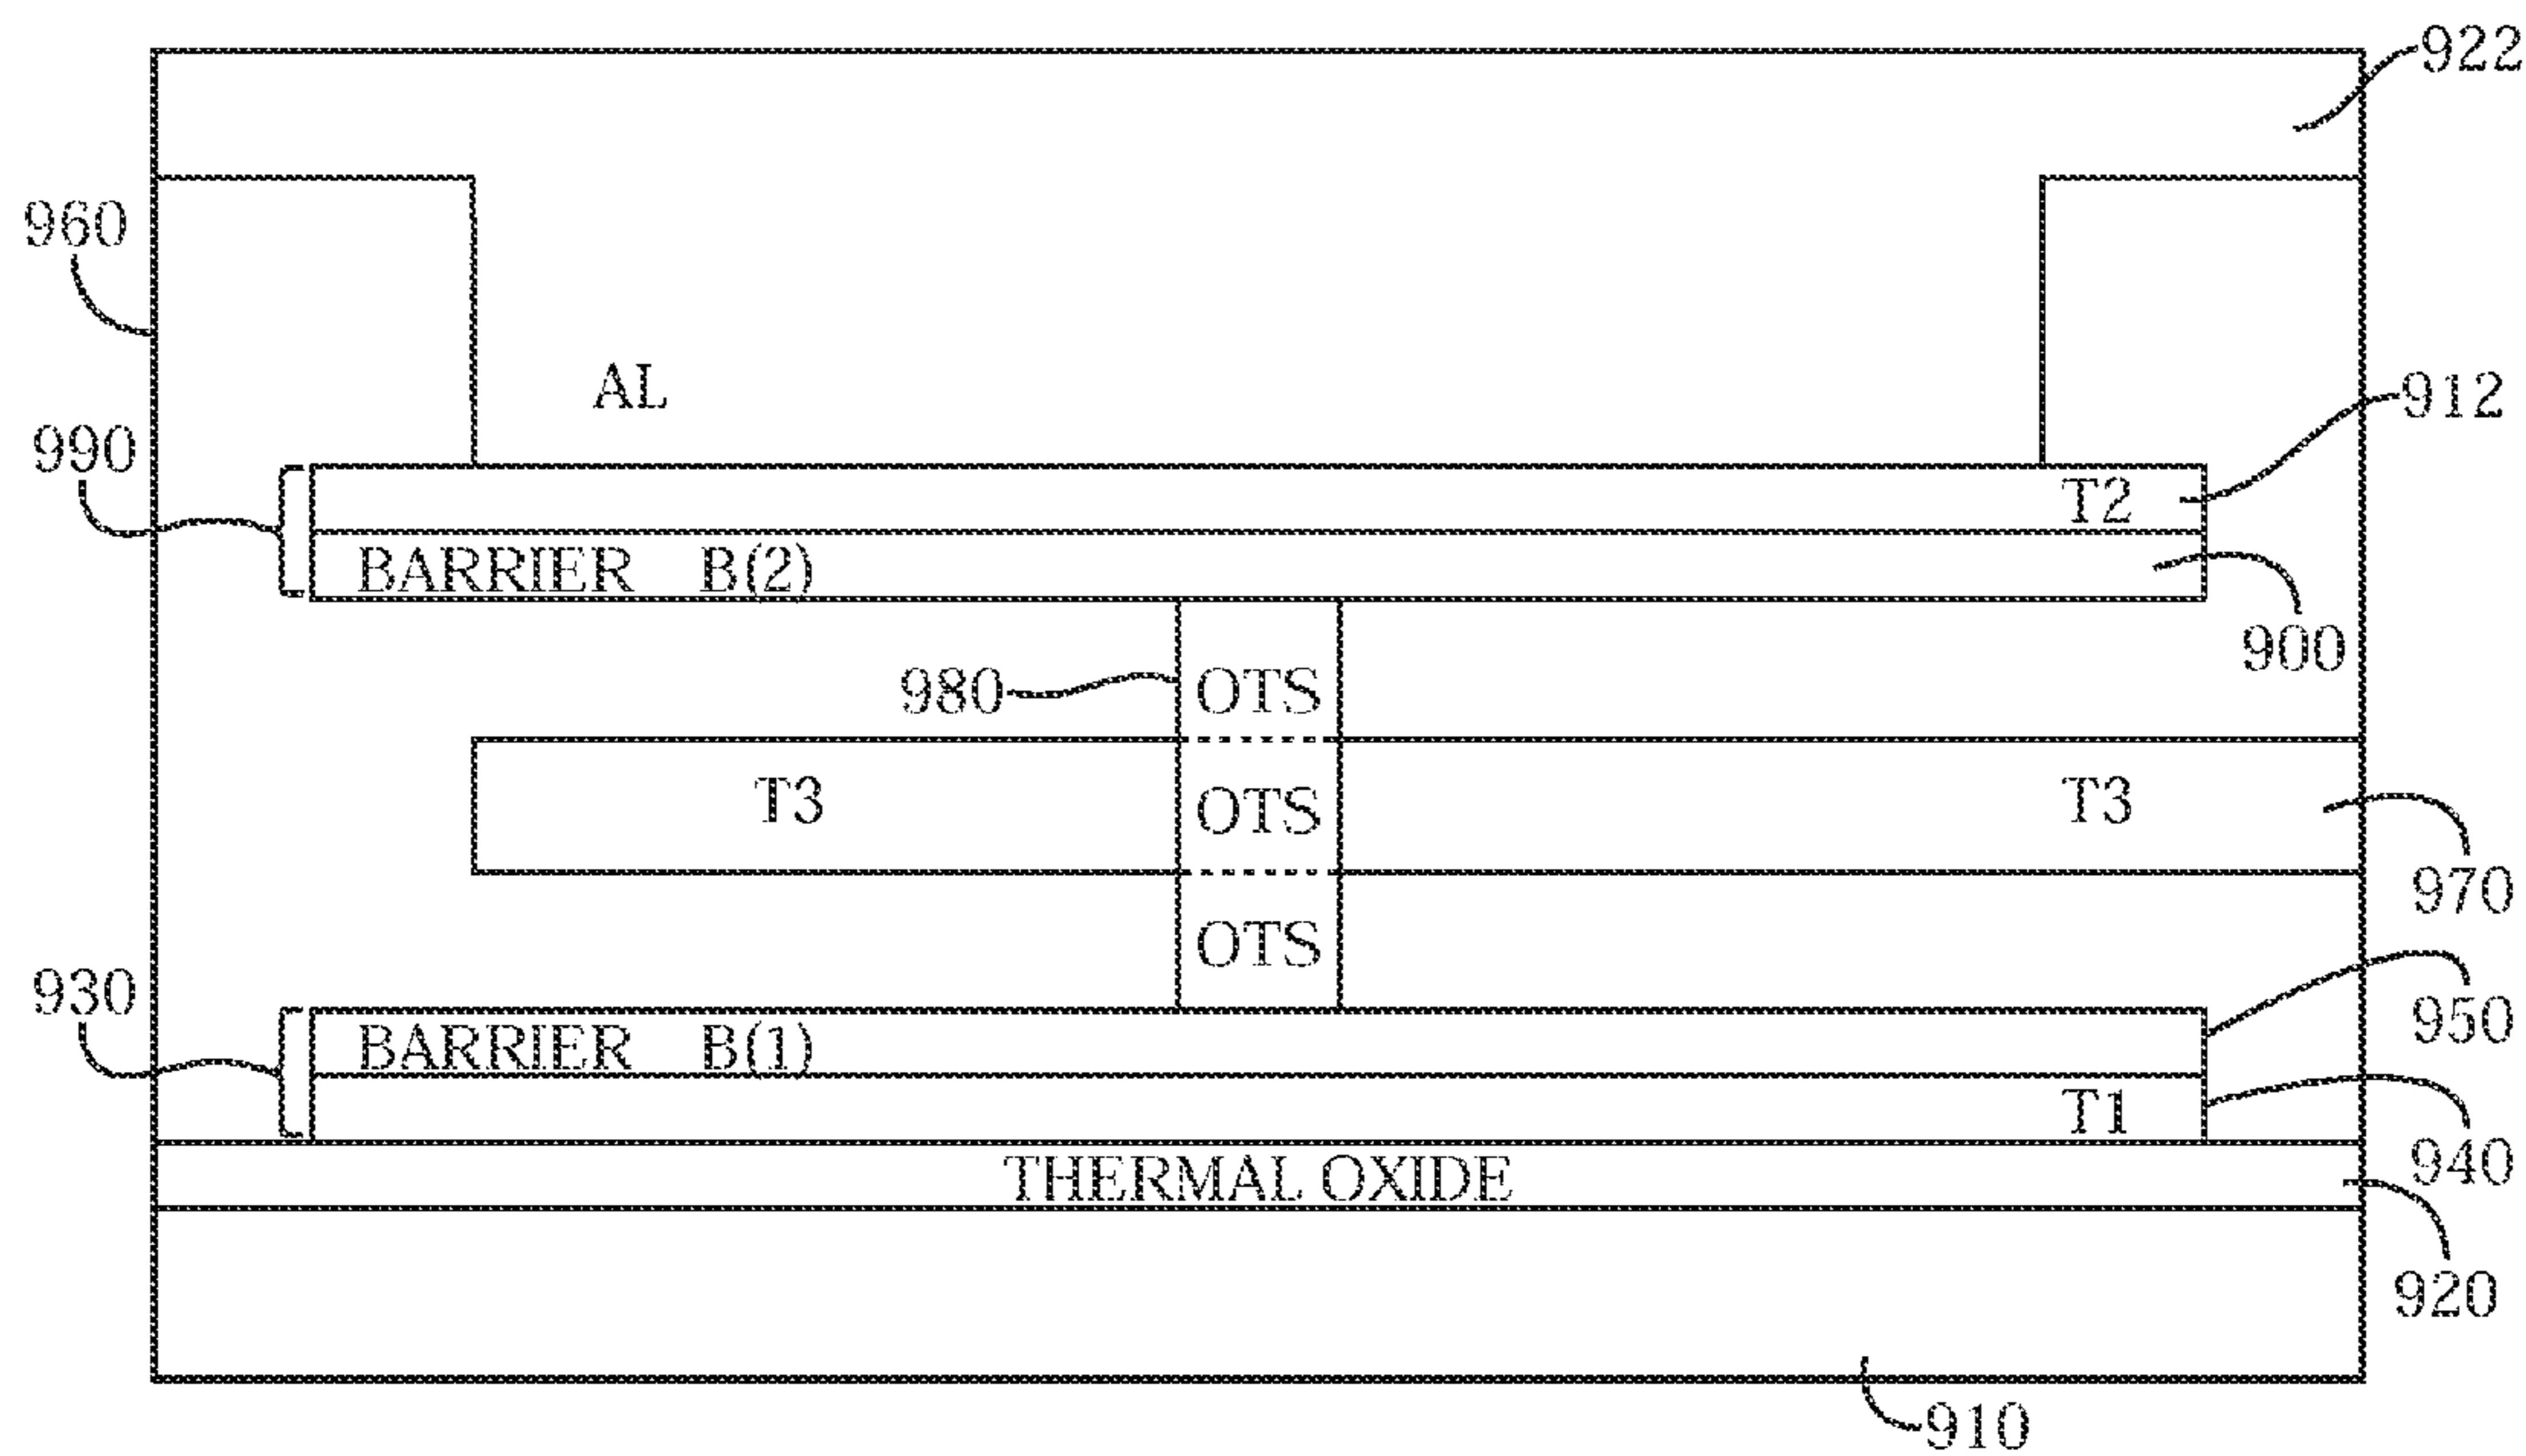 922
960
AL
912
990
T2
BARRIER B(2)
900
980
OTS
T3
OTS
T3
970
OTS
930
950
BARRIER B(1)
T1
940
THERMAL OXIDE
920
910